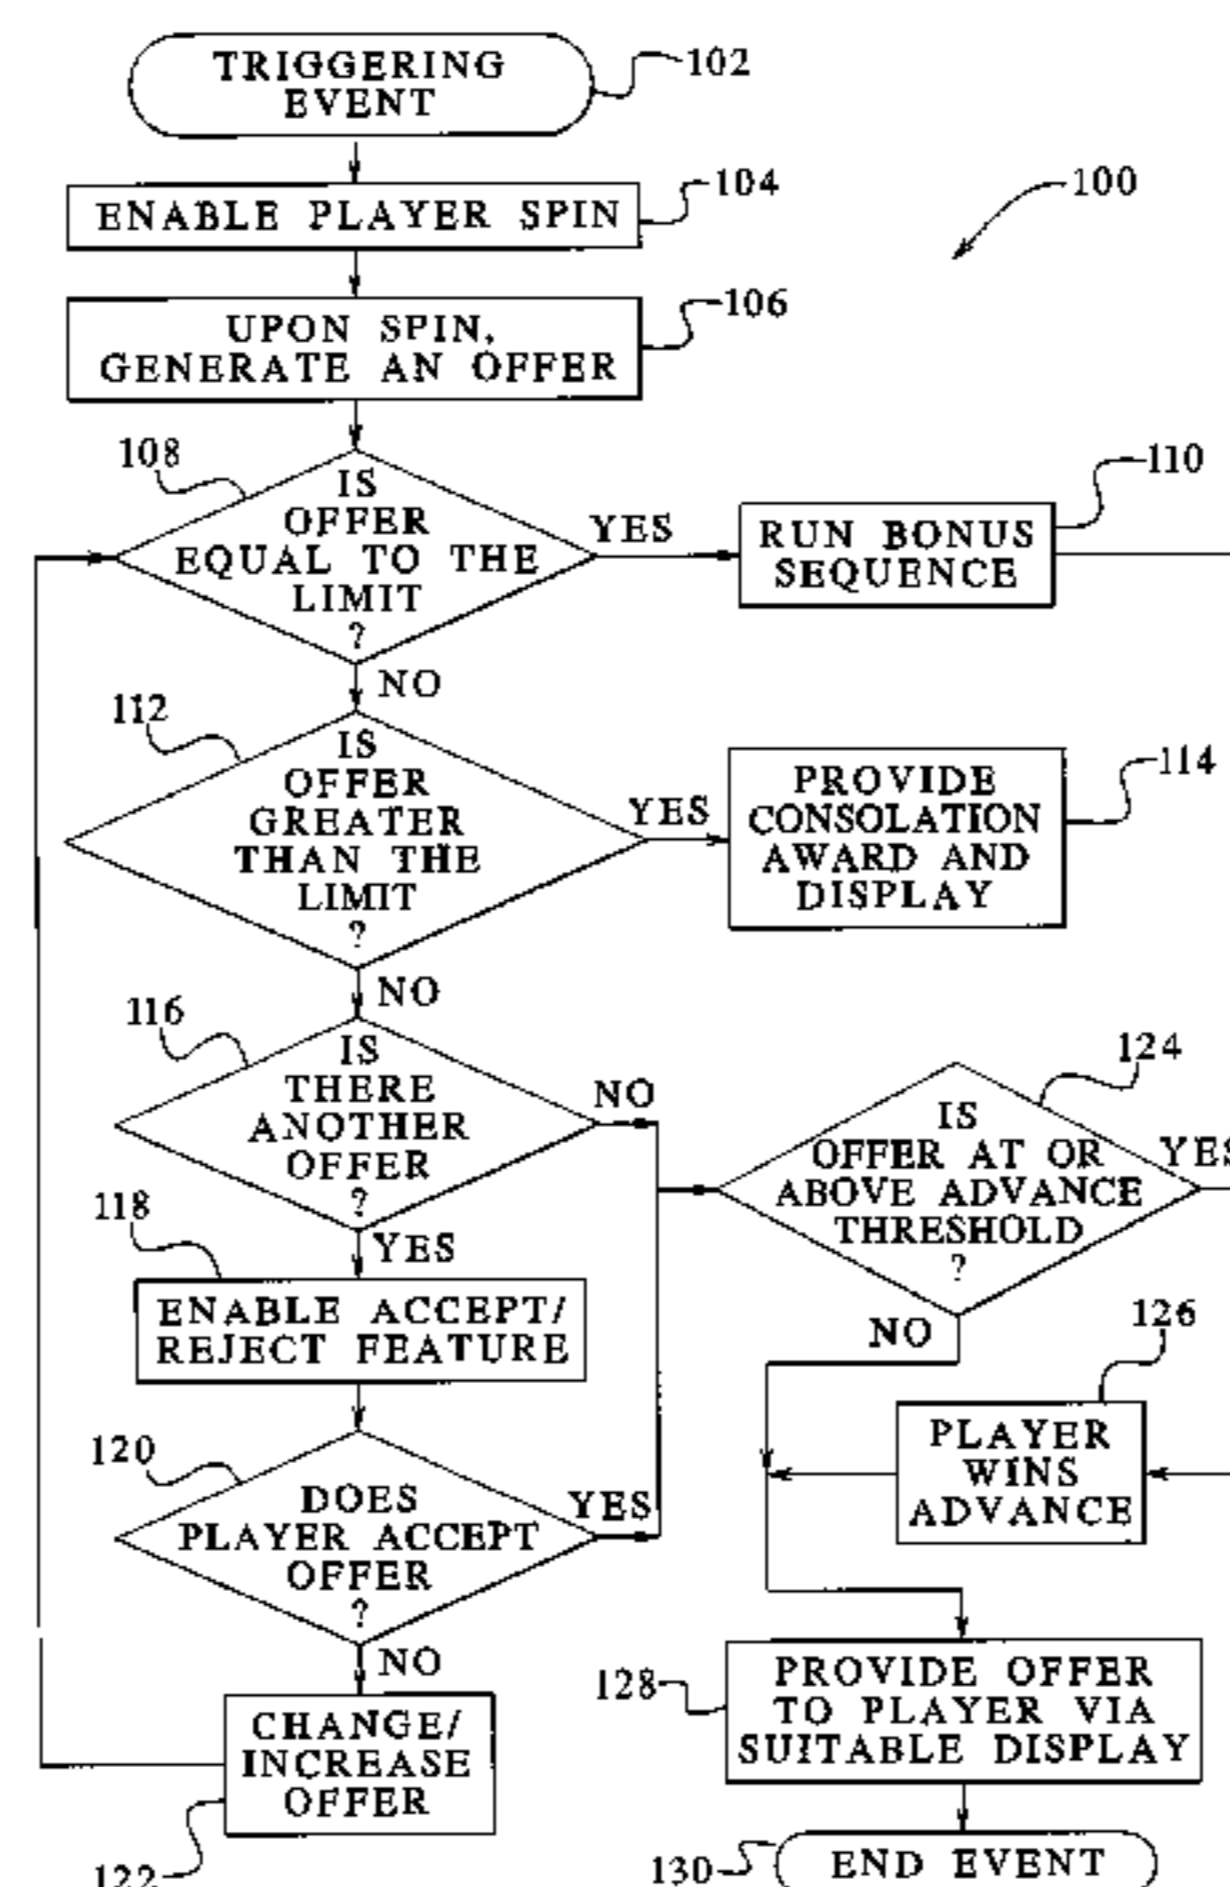 TRIGGERING
EVENT
102
ENABLE PLAYER SPIN
104
100
UPON SPIN,
GENERATE AN OFFER
106
108
IS
OFFER
EQUAL TO THE
LIMIT
?
YES
RUN BONUS
SEQUENCE
110
NO
112
IS
OFFER
GREATER
THAN THE
LIMIT
?
YES
PROVIDE
CONSOLATION
AWARD AND
DISPLAY
114
NO
116
IS
THERE
ANOTHER
OFFER
?
NO
YES
118
ENABLE ACCEPT/
REJECT FEATURE
120
DOES
PLAYER ACCEPT
OFFER
?
YES
NO
CHANGE/
INCREASE
OFFER
122
124
IS
OFFER AT OR
ABOVE ADVANCE
THRESHOLD
?
YES
NO
126
PLAYER
WINS
ADVANCE
128
PROVIDE OFFER
TO PLAYER VIA
SUITABLE DISPLAY
130
END EVENT